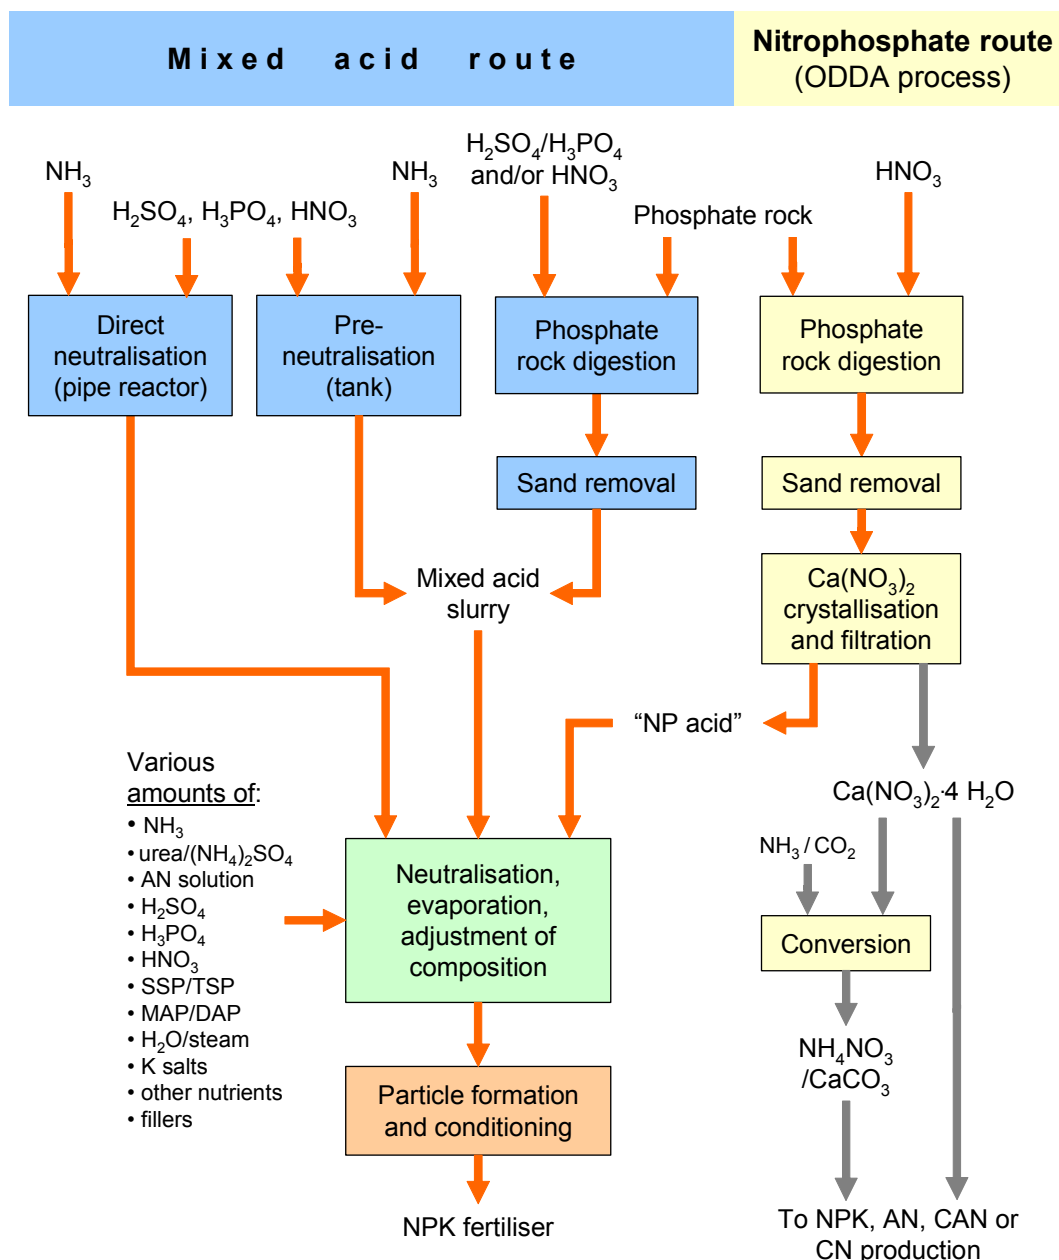 Mixed acid route
Nitrophosphate route
(ODDA process)
NH₃
H₂SO₄, H₃PO₄, HNO₃
NH₃
H₂SO₄/H₃PO₄
and/or HNO₃
Phosphate rock
HNO₃
Direct
neutralisation
(pipe reactor)
Pre-
neutralisation
(tank)
Phosphate
rock digestion
Phosphate
rock digestion
Sand removal
Sand removal
Mixed acid
slurry
Ca(NO₃)₂
crystallisation
and filtration
“NP acid”
Various
amounts of:
• NH₃
• urea/(NH₄)₂SO₄
• AN solution
• H₂SO₄
• H₃PO₄
• HNO₃
• SSP/TSP
• MAP/DAP
• H₂O/steam
• K salts
• other nutrients
• fillers
Neutralisation,
evaporation,
adjustment of
composition
Particle formation
and conditioning
NPK fertiliser
Ca(NO₃)₂·4 H₂O
NH₃ / CO₂
Conversion
NH₄NO₃
/CaCO₃
To NPK, AN, CAN or
CN production